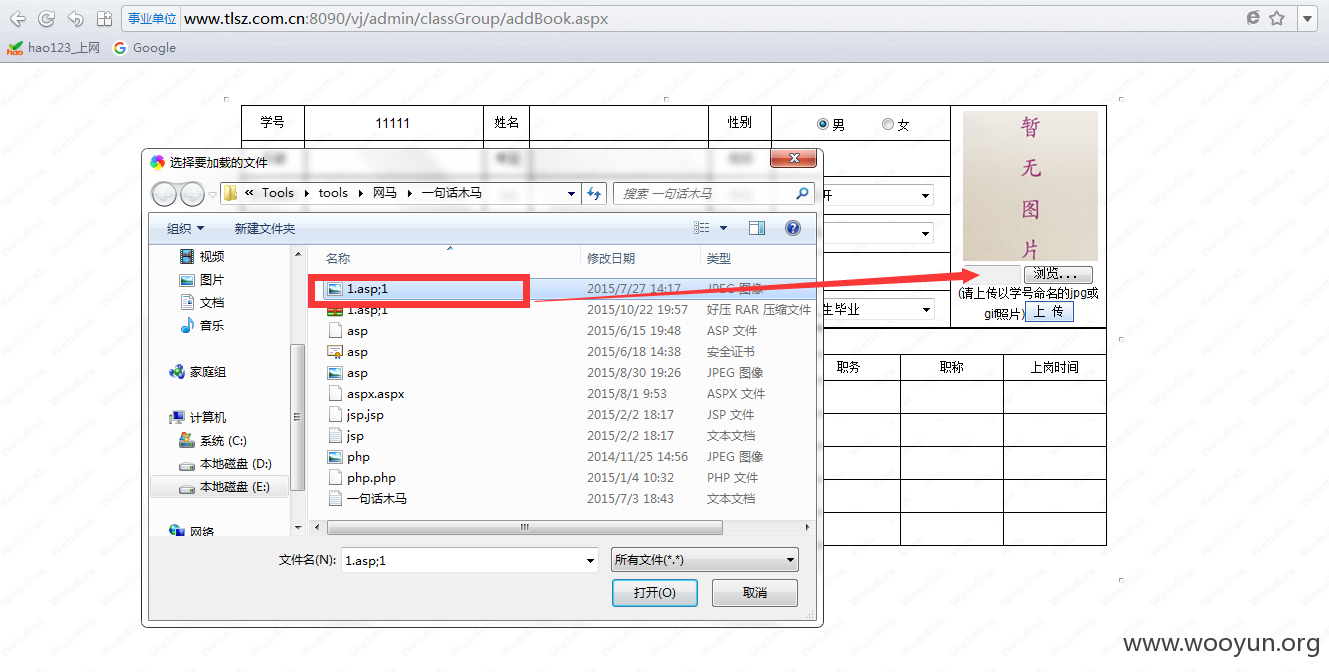 事业单位 www.tlsz.com.cn:8090/vj/admin/classGroup/addBook.aspx
hao123_上网 Google
学号 11111 姓名 性别 男 女
选择要加载的文件
« Tools tools 网马 一句话木马 搜索 一句话木马
组织 新建文件夹
名称 修改日期 类型
视频
图片
文档
音乐
家庭组
计算机
系统 (C:)
本地磁盘 (D:)
本地磁盘 (E:)
网络
1.asp;1 2015/7/27 14:17 JPEG 图像
1.asp;1 2015/10/22 19:57 好压 RAR 压缩文件
asp 2015/6/15 19:48 ASP 文件
asp 2015/6/18 14:38 安全证书
asp 2015/8/30 19:26 JPEG 图像
aspx.aspx 2015/8/1 9:53 ASPX 文件
jsp.jsp 2015/2/2 18:17 JSP 文件
jsp 2015/2/2 18:17 文本文档
php 2014/11/25 14:56 JPEG 图像
php.php 2015/1/4 10:32 PHP 文件
一句话木马 2015/7/3 18:43 文本文档
文件名(N): 1.asp;1 所有文件(*.*)
打开(O) 取消
暂
无
图
片
浏览...
(请上传以学号命名的jpg或
gif照片) 上 传
开
生毕业
职务 职称 上岗时间
www.wooyun.org